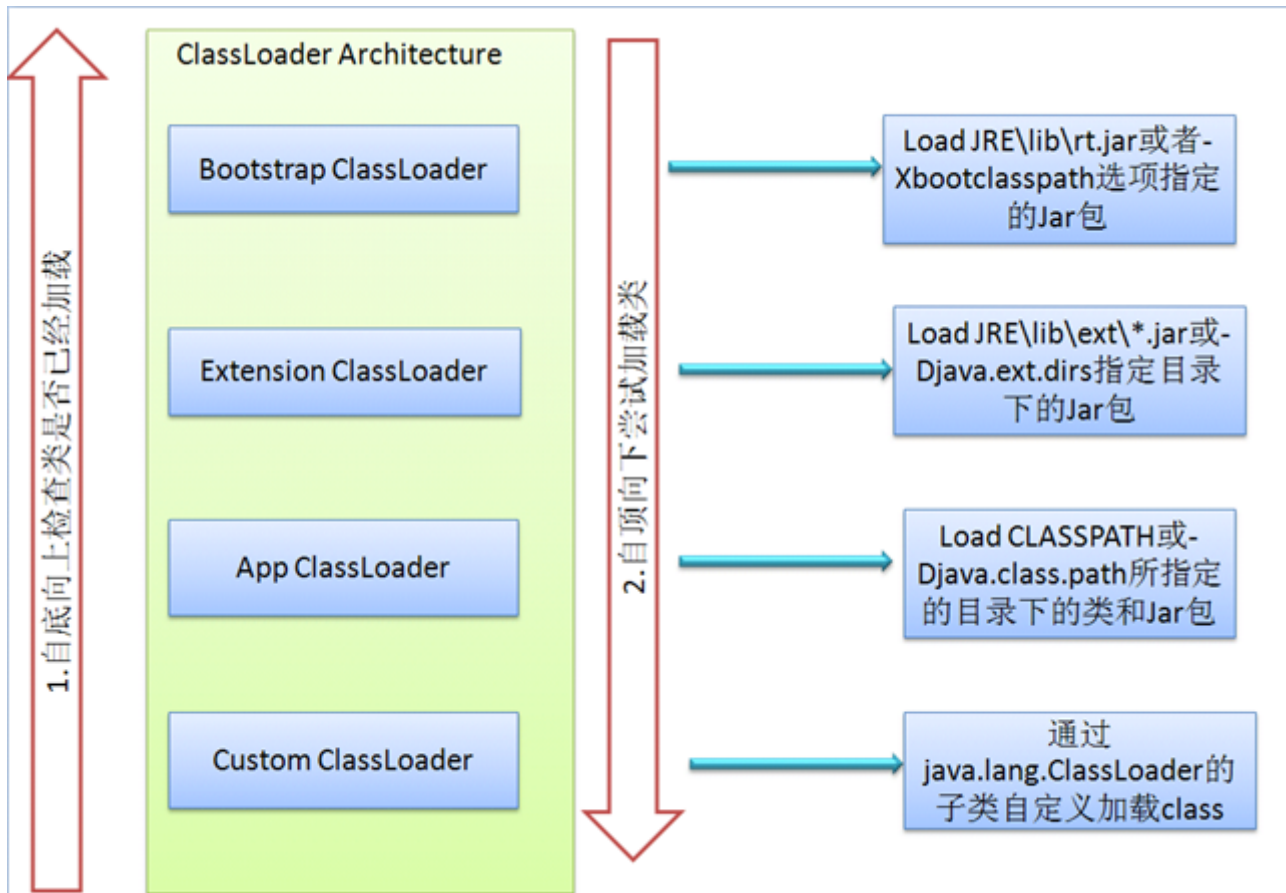 ClassLoader Architecture
1.自底向上检查类是否已经加载
2.自顶向下尝试加载类
Bootstrap ClassLoader
Load JRE\lib\rt.jar或者-
Xbootclasspath选项指定
的Jar包
Extension ClassLoader
Load JRE\lib\ext\*.jar或-
Djava.ext.dirs指定目录
下的Jar包
App ClassLoader
Load CLASSPATH或-
Djava.class.path所指定
的目录下的类和Jar包
Custom ClassLoader
通过
java.lang.ClassLoader的
子类自定义加载class